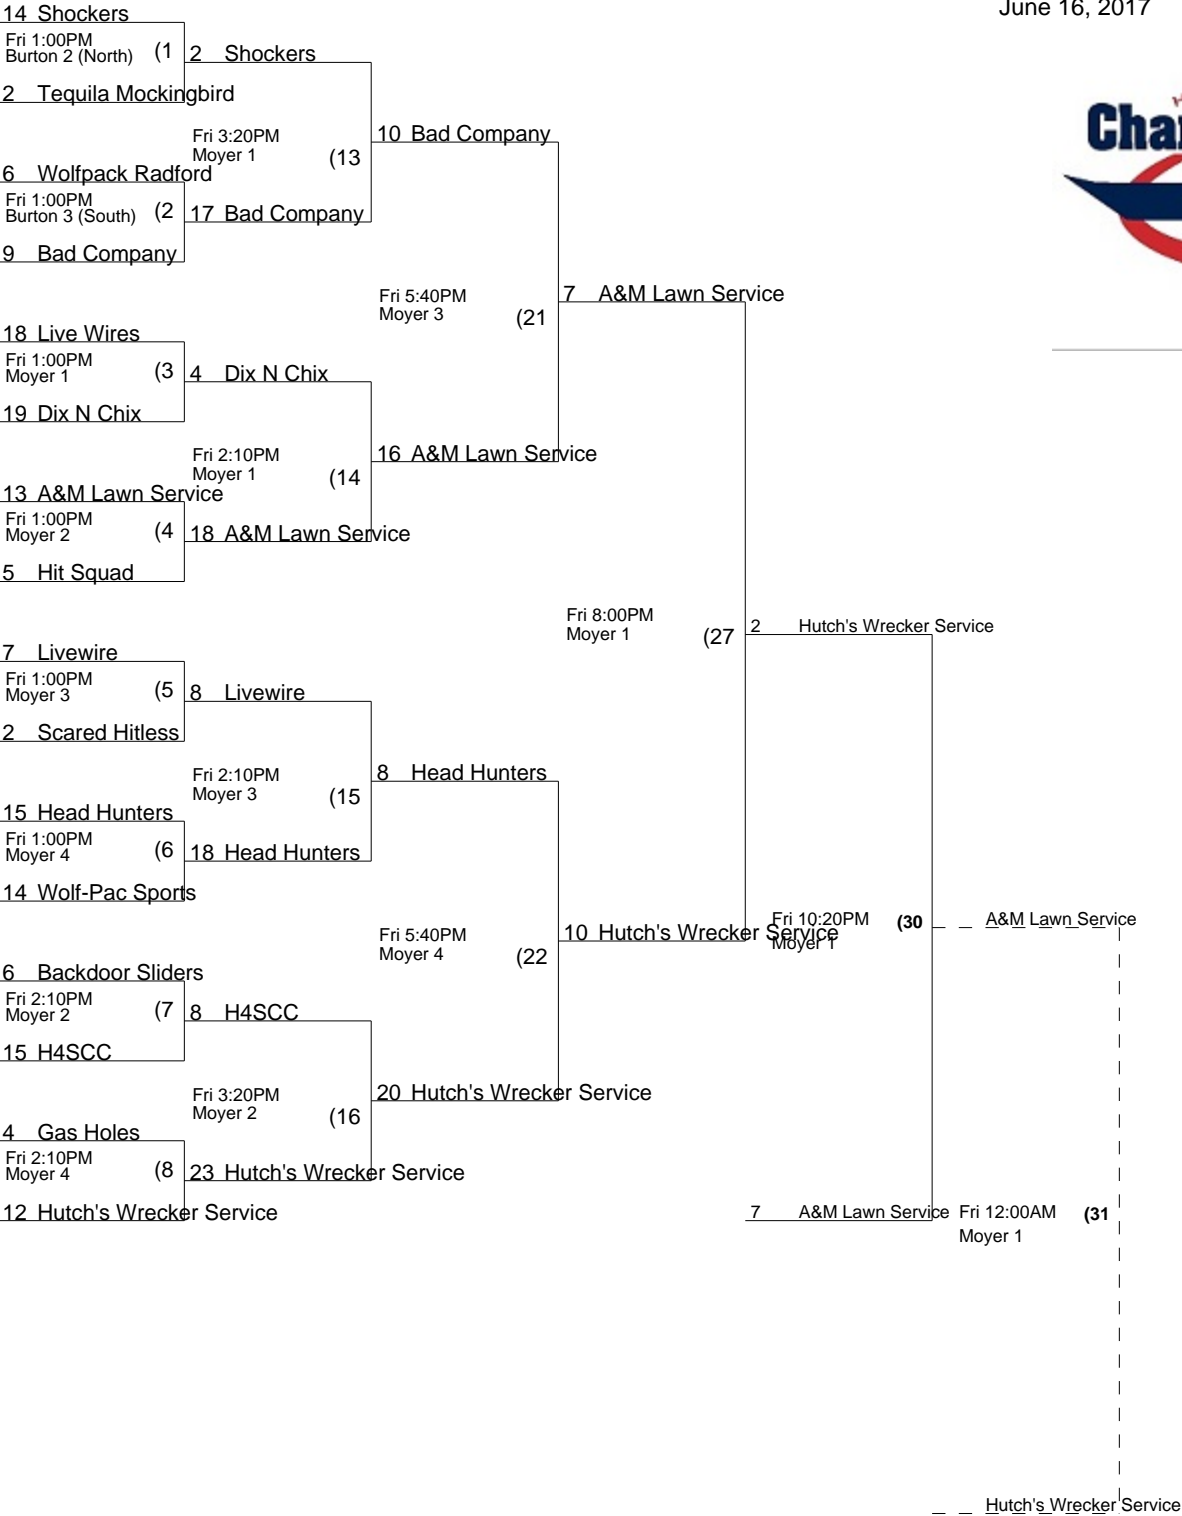 June 16, 2017
Cha
14 Shockers
Fri 1:00PM
Burton 2 (North) (1
2 Shockers
2 Tequila Mockingbird
Fri 3:20PM
Moyer 1 (13
10 Bad Company
6 Wolfpack Radford
Fri 1:00PM
Burton 3 (South) (2
17 Bad Company
9 Bad Company
Fri 5:40PM
Moyer 3 (21
7 A&M Lawn Service
18 Live Wires
Fri 1:00PM
Moyer 1 (3
4 Dix N Chix
19 Dix N Chix
Fri 2:10PM
Moyer 1 (14
16 A&M Lawn Service
13 A&M Lawn Service
Fri 1:00PM
Moyer 2 (4
18 A&M Lawn Service
5 Hit Squad
Fri 8:00PM
Moyer 1 (27
2 Hutch's Wrecker Service
7 Livewire
Fri 1:00PM
Moyer 3 (5
8 Livewire
2 Scared Hitless
Fri 2:10PM
Moyer 3 (15
8 Head Hunters
15 Head Hunters
Fri 1:00PM
Moyer 4 (6
18 Head Hunters
14 Wolf-Pac Sports
Fri 5:40PM
Moyer 4 (22
10 Hutch's Wrecker Service
Fri 10:20PM
Moyer 1 (30
A&M Lawn Service
6 Backdoor Sliders
Fri 2:10PM
Moyer 2 (7
8 H4SCC
15 H4SCC
Fri 3:20PM
Moyer 2 (16
20 Hutch's Wrecker Service
4 Gas Holes
Fri 2:10PM
Moyer 4 (8
23 Hutch's Wrecker Service
12 Hutch's Wrecker Service
7 A&M Lawn Service
Fri 12:00AM
Moyer 1 (31
Hutch's Wrecker Service